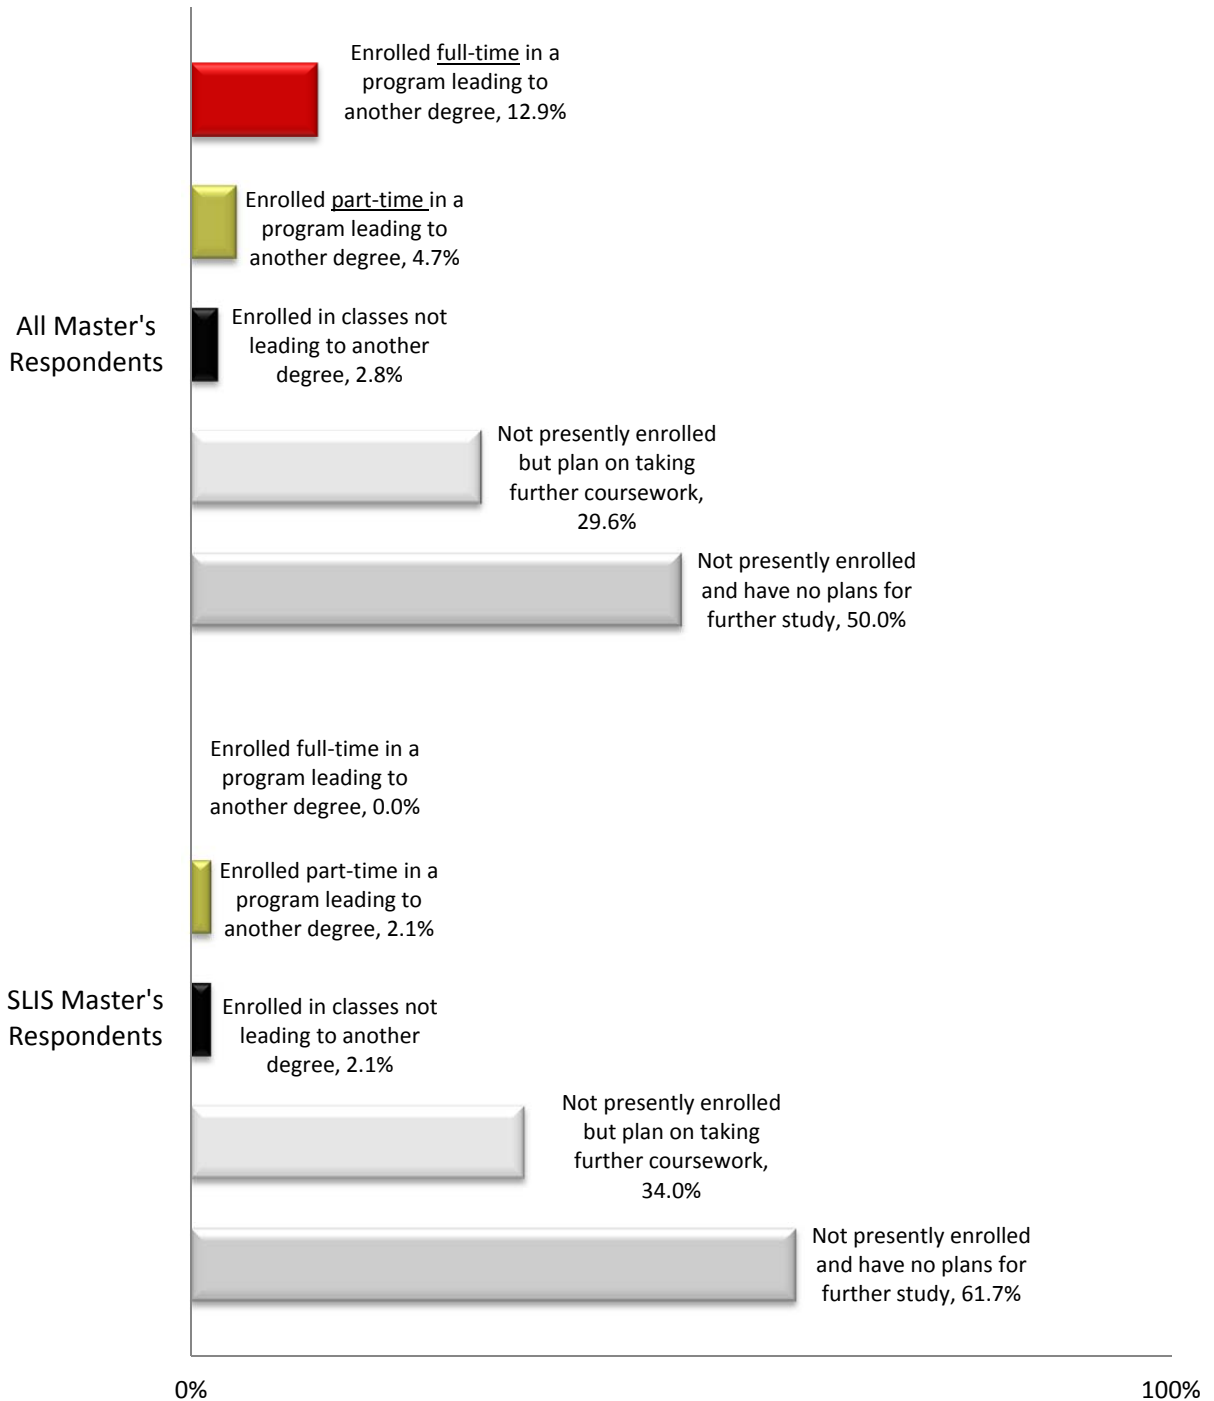 Enrolled full-time in a
program leading to
another degree, 12.9%
Enrolled part-time in a
program leading to
another degree, 4.7%
All Master's
Respondents
Enrolled in classes not
leading to another
degree, 2.8%
Not presently enrolled
but plan on taking
further coursework,
29.6%
Not presently enrolled
and have no plans for
further study, 50.0%
Enrolled full-time in a
program leading to
another degree, 0.0%
Enrolled part-time in a
program leading to
another degree, 2.1%
SLIS Master's
Respondents
Enrolled in classes not
leading to another
degree, 2.1%
Not presently enrolled
but plan on taking
further coursework,
34.0%
Not presently enrolled
and have no plans for
further study, 61.7%
0%
100%